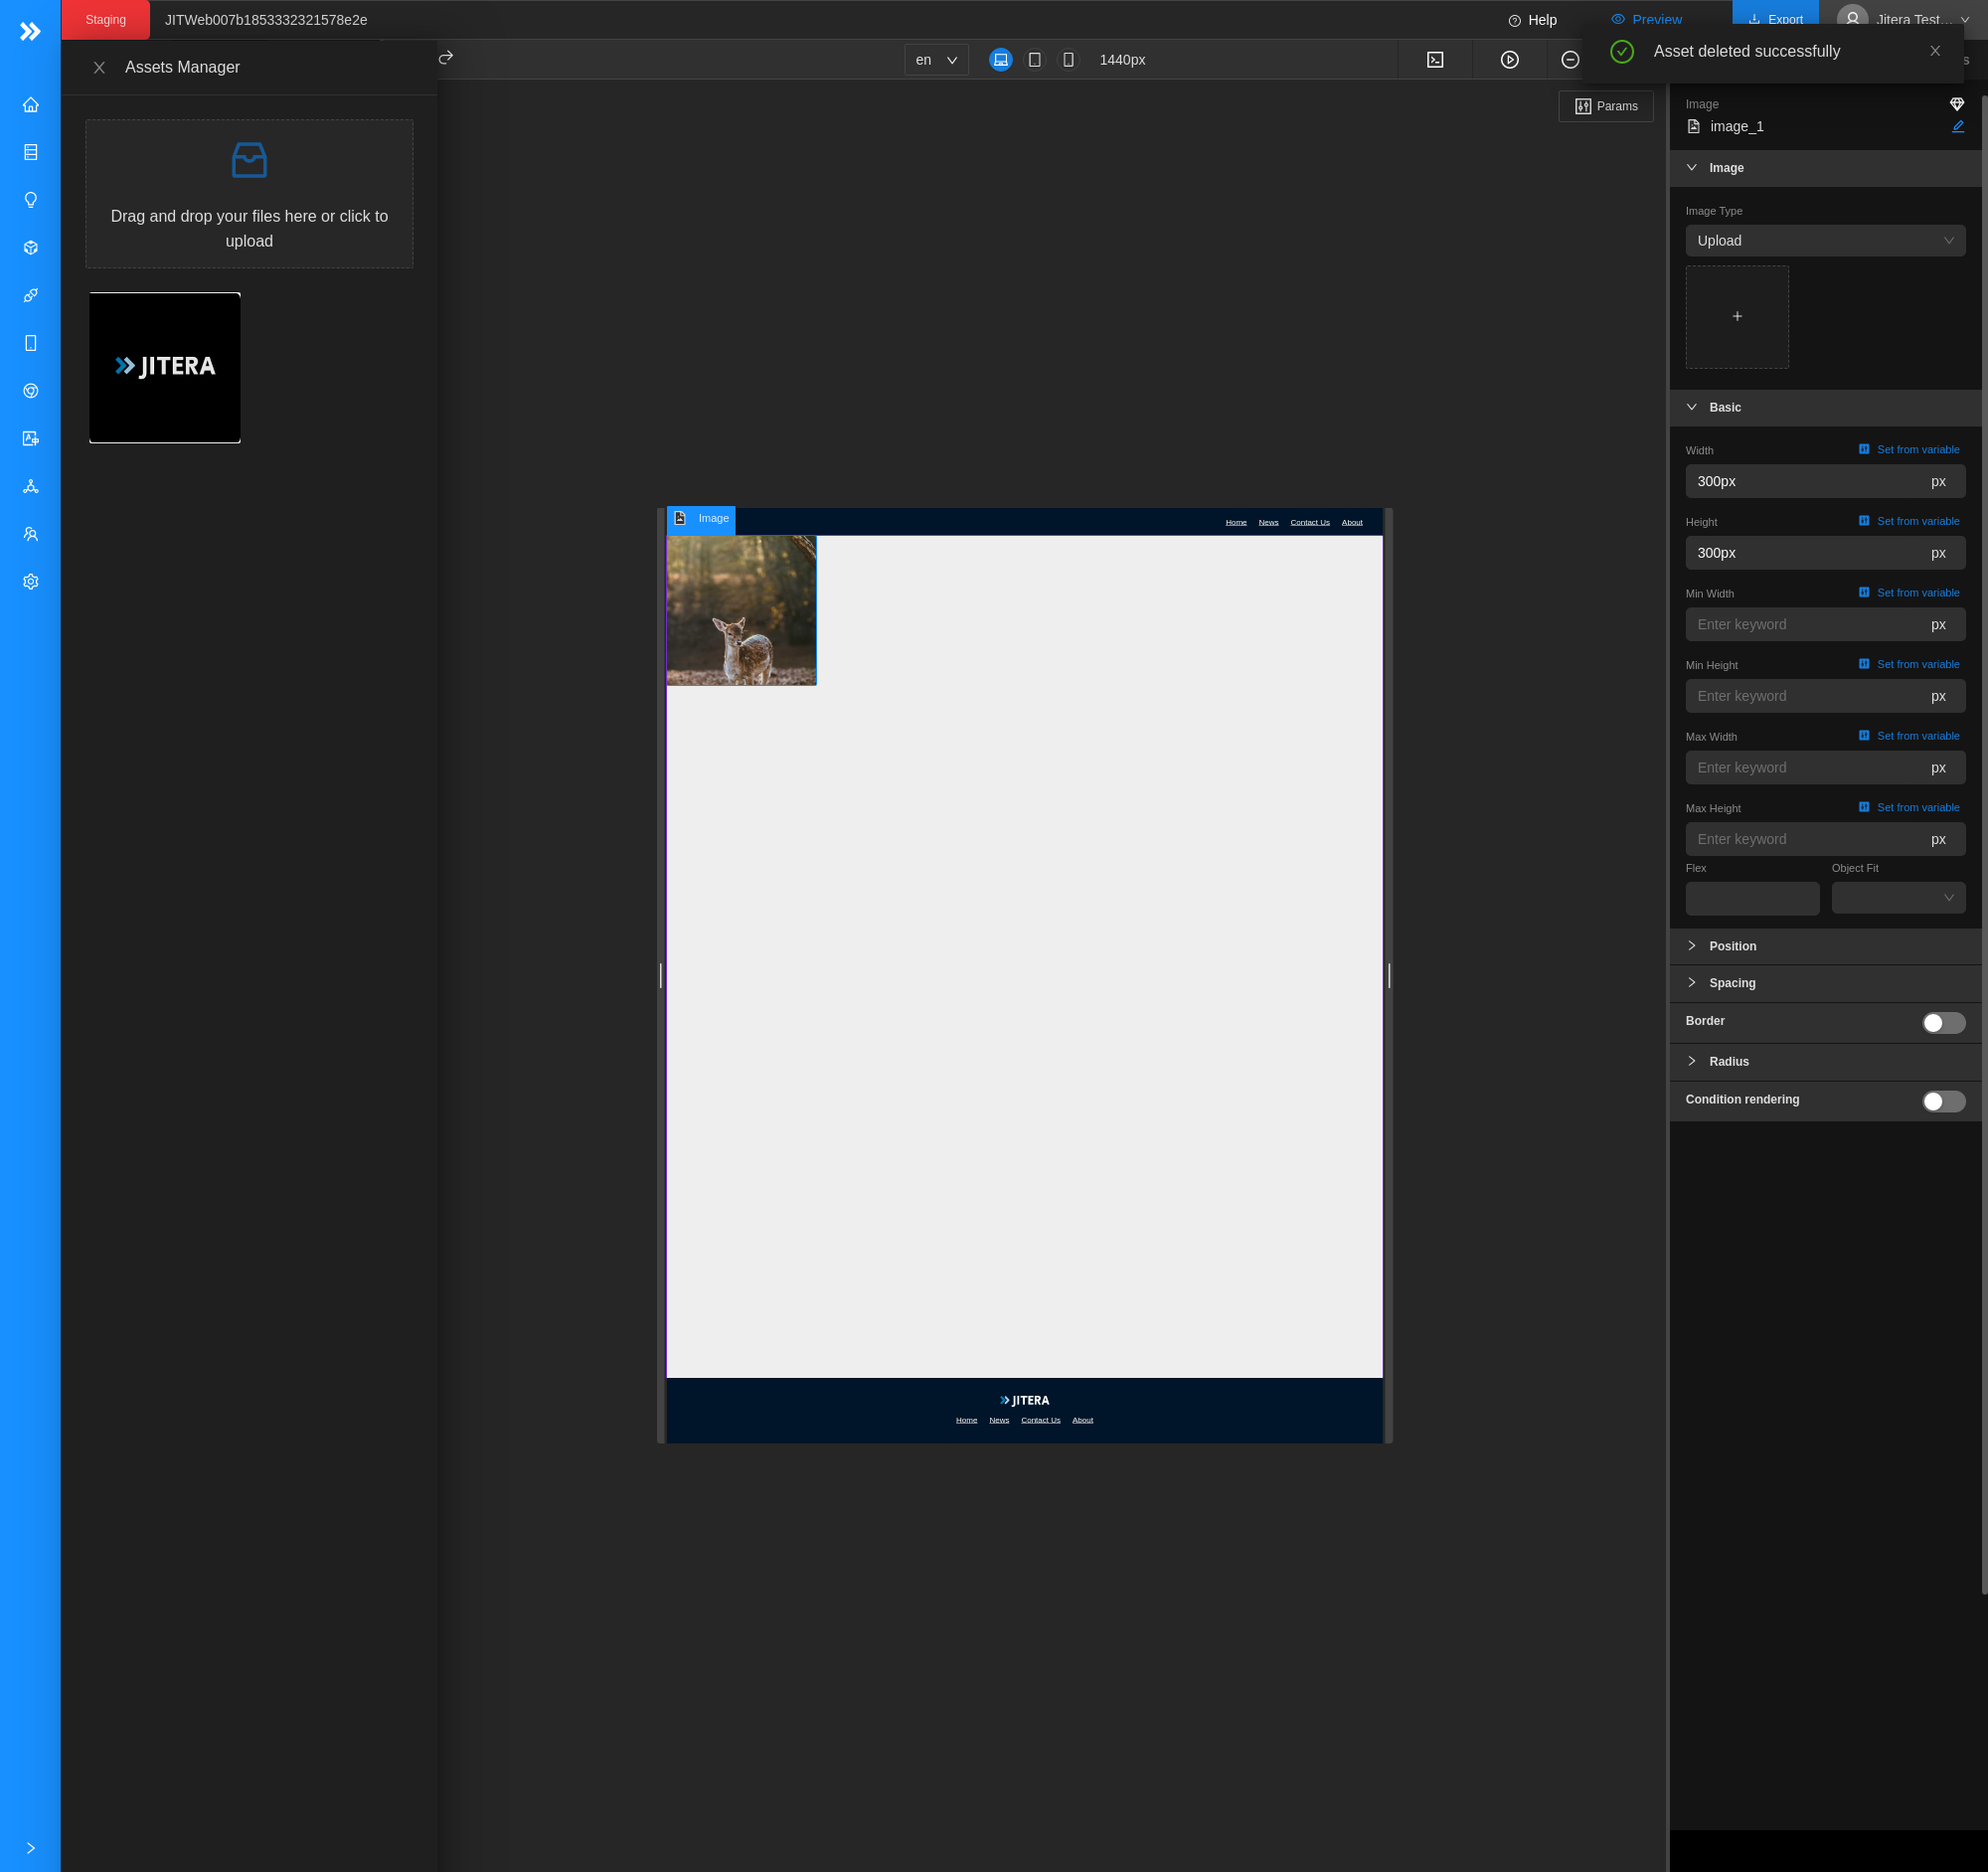 Staging
JITWeb007b1853332321578e2e
Help
Preview
Export
Jitera Test...
Asset deleted successfully
Assets Manager
en
1440px
Params
Drag and drop your files here or click to
upload
JITERA
Image
Home News Contact Us About
JITERA
Home News Contact Us About
Image
image_1
Image
Image Type
Upload
Basic
Width
Set from variable
300px
px
Height
Set from variable
300px
px
Min Width
Set from variable
Enter keyword
px
Min Height
Set from variable
Enter keyword
px
Max Width
Set from variable
Enter keyword
px
Max Height
Set from variable
Enter keyword
px
Flex
Object Fit
Position
Spacing
Border
Radius
Condition rendering